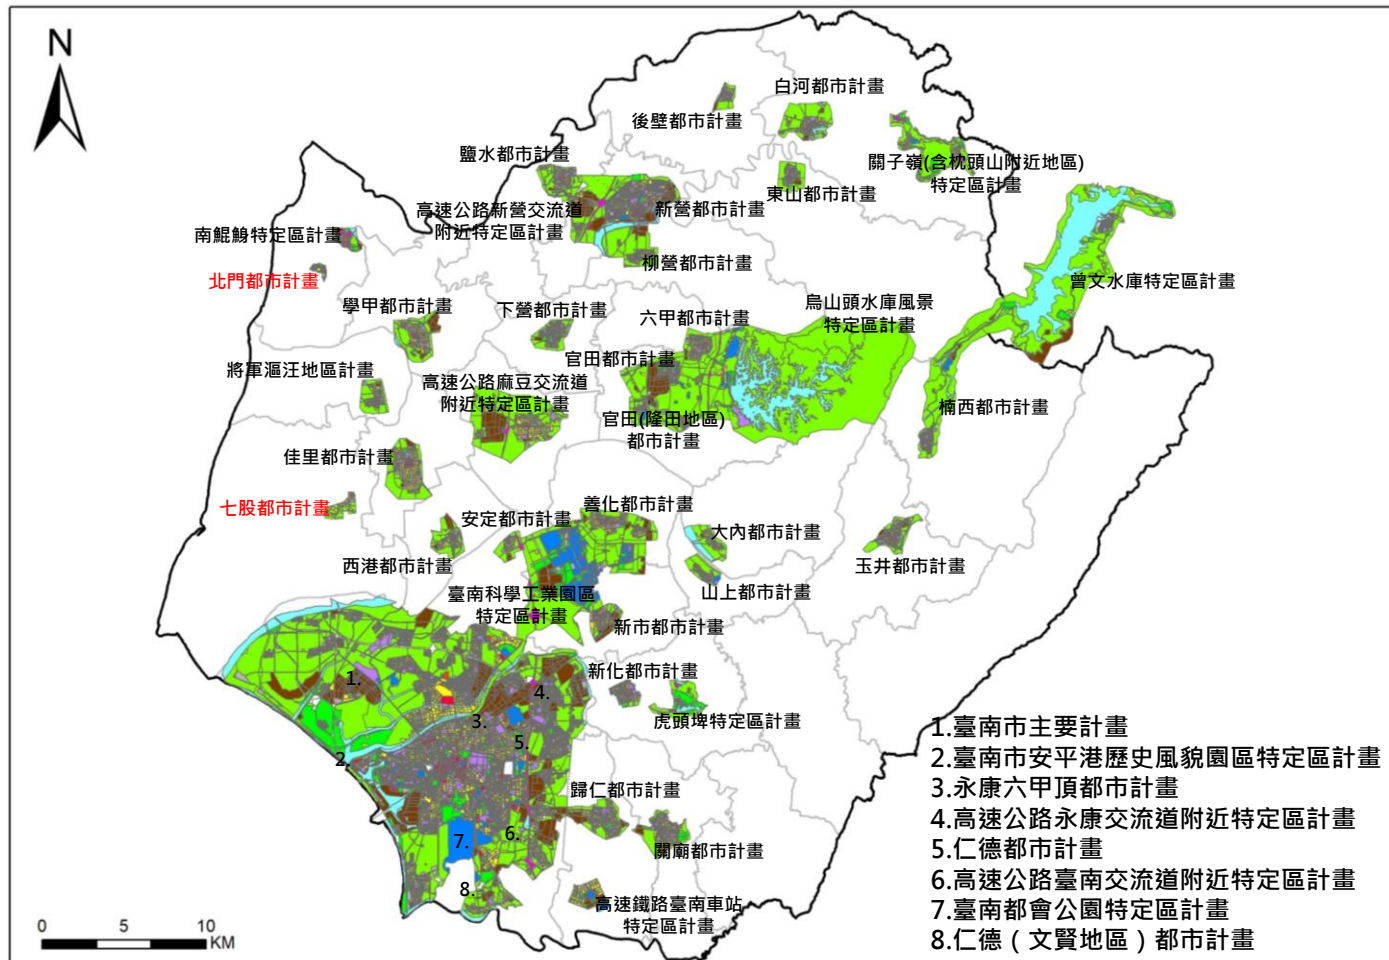 N
白河都市計畫
後壁都市計畫
鹽水都市計畫
關子嶺(含枕頭山附近地區)
特定區計畫
東山都市計畫
高速公路新營交流道
附近特定區計畫
新營都市計畫
南鯤鯓特定區計畫
柳營都市計畫
北門都市計畫
曾文水庫特定區計畫
學甲都市計畫
下營都市計畫
六甲都市計畫
烏山頭水庫風景
特定區計畫
官田都市計畫
將軍漚汪地區計畫
高速公路麻豆交流道
附近特定區計畫
楠西都市計畫
官田(隆田地區)
都市計畫
佳里都市計畫
七股都市計畫
善化都市計畫
安定都市計畫
大內都市計畫
西港都市計畫
玉井都市計畫
山上都市計畫
臺南科學工業園區
特定區計畫
新市都市計畫
新化都市計畫
虎頭埤特定區計畫
1.
4.
3.
5.
2.
歸仁都市計畫
6.
7.
關廟都市計畫
8.
高速鐵路臺南車站
特定區計畫
1.臺南市主要計畫
2.臺南市安平港歷史風貌園區特定區計畫
3.永康六甲頂都市計畫
4.高速公路永康交流道附近特定區計畫
5.仁德都市計畫
6.高速公路臺南交流道附近特定區計畫
7.臺南都會公園特定區計畫
8.仁德（文賢地區）都市計畫
0 5 10
KM